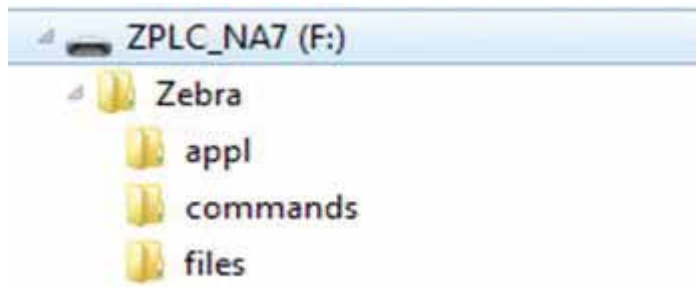 ZPLC_NA7 (F:)
Zebra
appl
commands
files